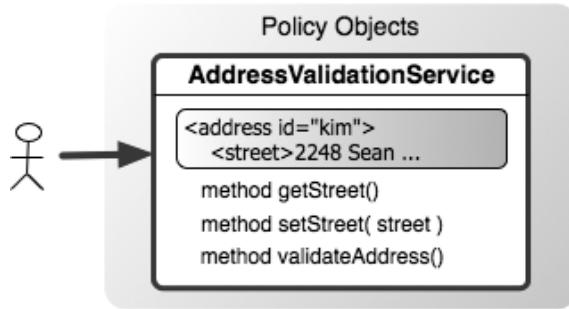 Policy Objects
AddressValidationService
<address id="kim">
<street>2248 Sean ...
method getStreet()
method setStreet( street )
method validateAddress()